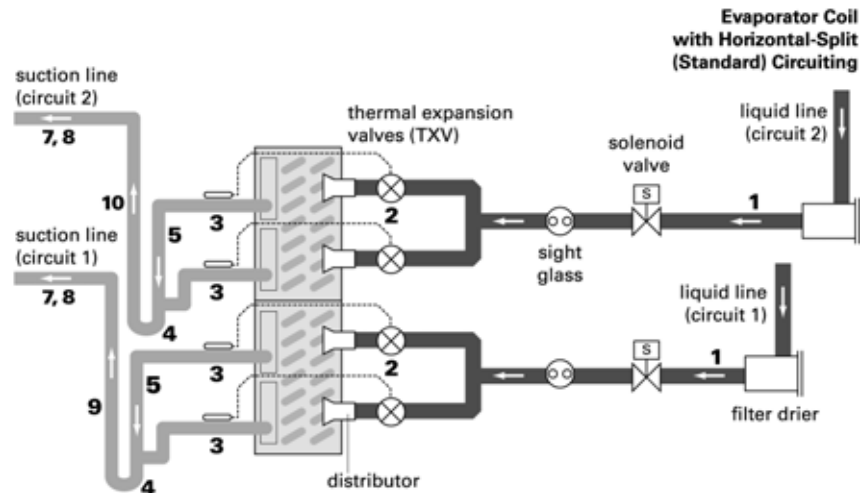 Evaporator Coil
with Horizontal-Split
(Standard) Circuiting
suction line
(circuit 2)
7, 8
thermal expansion
valves (TXV)
solenoid
valve
liquid line
(circuit 2)
S
10
5
3
2
1
sight
glass
suction line
(circuit 1)
7, 8
3
4
liquid line
(circuit 1)
S
9
5
3
2
1
filter drier
3
4
distributor